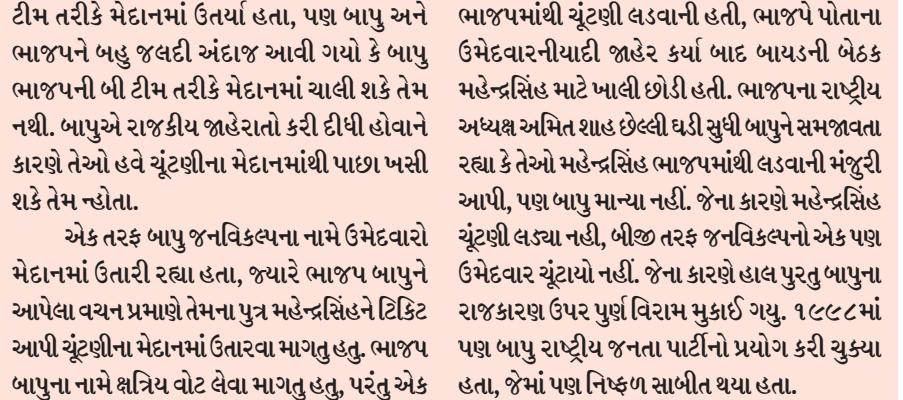 ટીમ તરીકે મેદાનમાં ઉતર્યા હતા, પણ બાપુ અને
ભાજપને બહુ જલદી અંદાજ આવી ગયો કે બાપુ
ભાજપની બી ટીમ તરીકે મેદાનમાં ચાલી શકે તેમ
નથી. બાપુએ રાજકીય જાહેરાતો કરી દીધી હોવાને
કારણે તેઓ હવે ચૂંટણીના મેદાનમાંથી પાછા ખસી
શકે તેમ ન્હોતા.
એક તરફ બાપુ જનવિકલ્પના નામે ઉમેદવારો
મેદાનમાં ઉતારી રહ્યા હતા, જ્યારે ભાજપ બાપુને
આપેલા વચન પ્રમાણે તેમના પુત્ર મહેન્દ્રસિંહને ટિકિટ
આપી ચૂંટણીના મેદાનમાં ઉતારવા માગતુ હતુ. ભાજપ
બાપુના નામે ક્ષત્રિય વોટ લેવા માગતુ હતુ, પરંતુ એક
ભાજપમાંથી ચૂંટણી લડવાની હતી, ભાજપે પોતાના
ઉમેદવારનીયાદી જાહેર કર્યા બાદ બાયડની બેઠક
મહેન્દ્રસિંહ માટે ખાલી છોડી હતી. ભાજપના રાષ્ટ્રીય
અધ્યક્ષ અમિત શાહ છેલ્લી ઘડી સુધી બાપુને સમજાવતા
રહ્યા કે તેઓ મહેન્દ્રસિંહ ભાજપમાંથી લડવાની મંજુરી
આપી, પણ બાપુ માન્યા નહીં. જેના કારણે મહેન્દ્રસિંહ
ચૂંટણી લડ્યા નહી, બીજી તરફ જનવિકલ્પનો એક પણ
ઉમેદવાર ચૂંટાયો નહીં. જેના કારણે હાલ પુરતુ બાપુના
રાજકારણ ઉપર પુર્ણ વિરામ મુકાઈ ગયુ. ૧૯૯૮માં
પણ બાપુ રાષ્ટ્રીય જનતા પાર્ટીનો પ્રયોગ કરી ચુક્યા
હતા, જેમાં પણ નિષ્ફળ સાબીત થયા હતા.